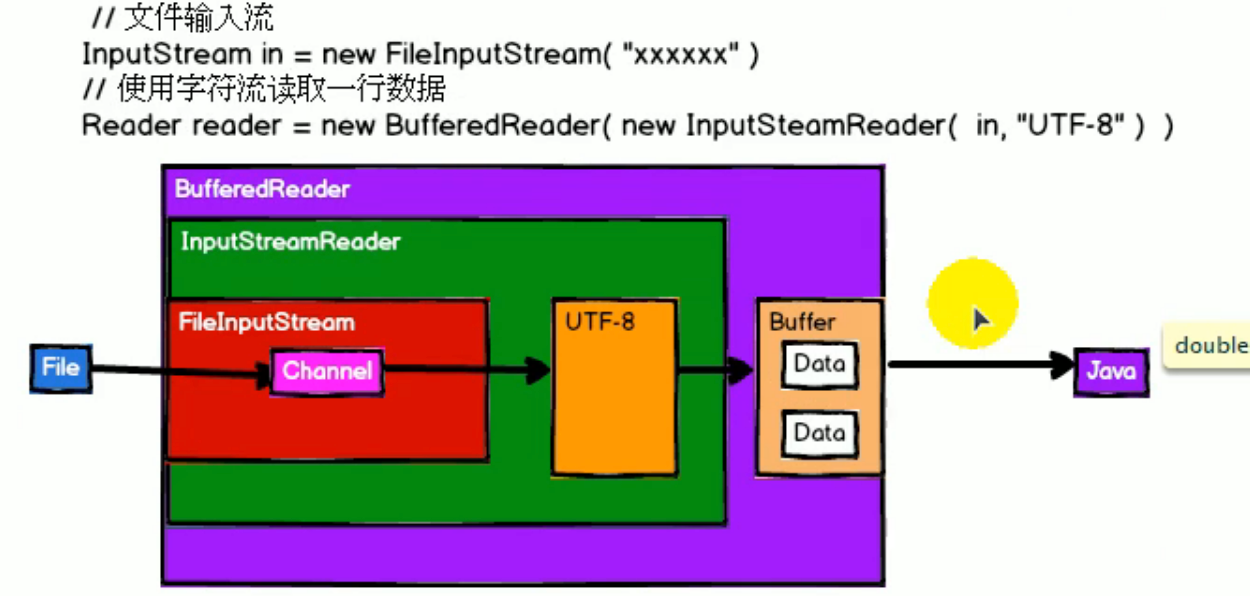 // 文件输入流
InputStream in = new FileInputStream( "xxxxxx" )
// 使用字符流读取一行数据
Reader reader = new BufferedReader( new InputSteamReader( in, "UTF-8" ) )
BufferedReader
InputStreamReader
FileInputStream
UTF-8
Buffer
File
Channel
Data
Java
double
Data